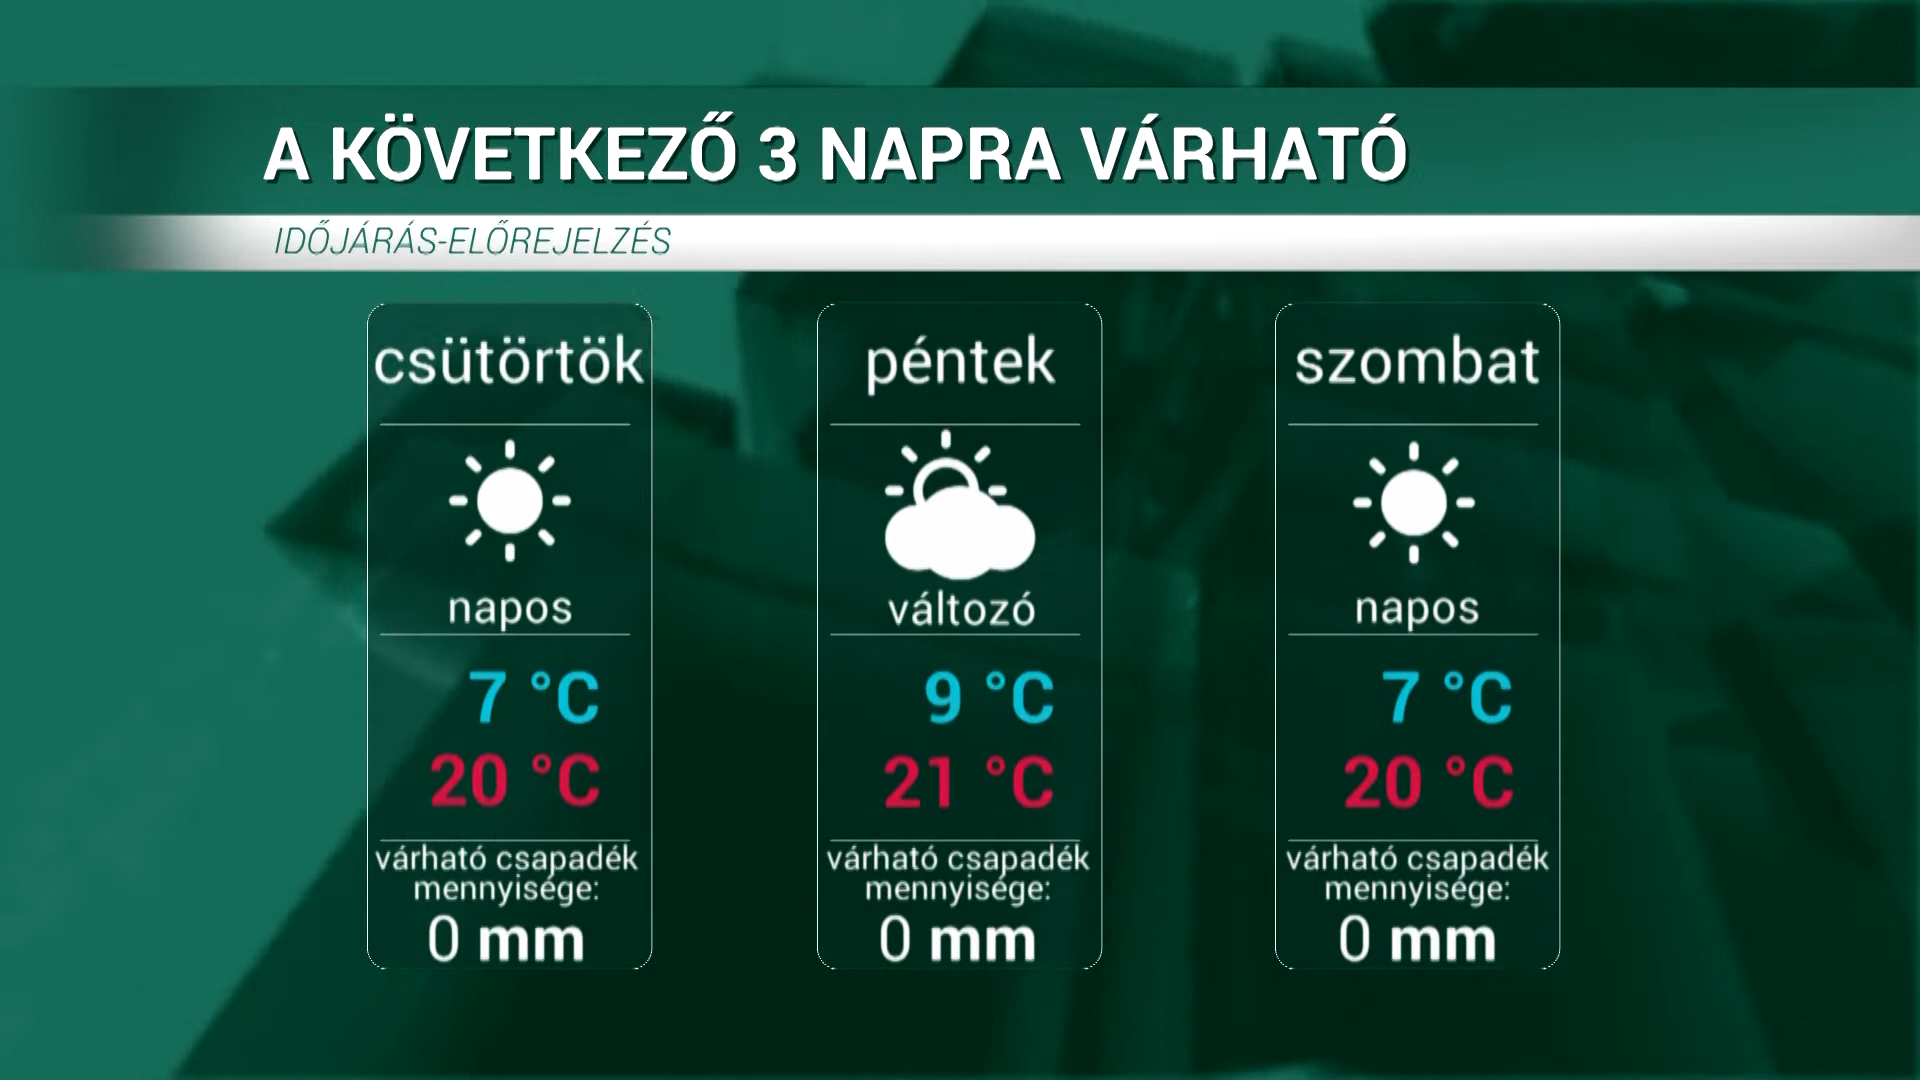 A KÖVETKEZŐ 3 NAPRA VÁRHATÓ
IDŐJÁRÁS-ELŐREJELZÉS
csütörtök
napos
7 °C
20 °C
várható csapadék
mennyisége:
0 mm
péntek
változó
9 °C
21 °C
várható csapadék
mennyisége:
0 mm
szombat
napos
7 °C
20 °C
várható csapadék
mennyisége:
0 mm